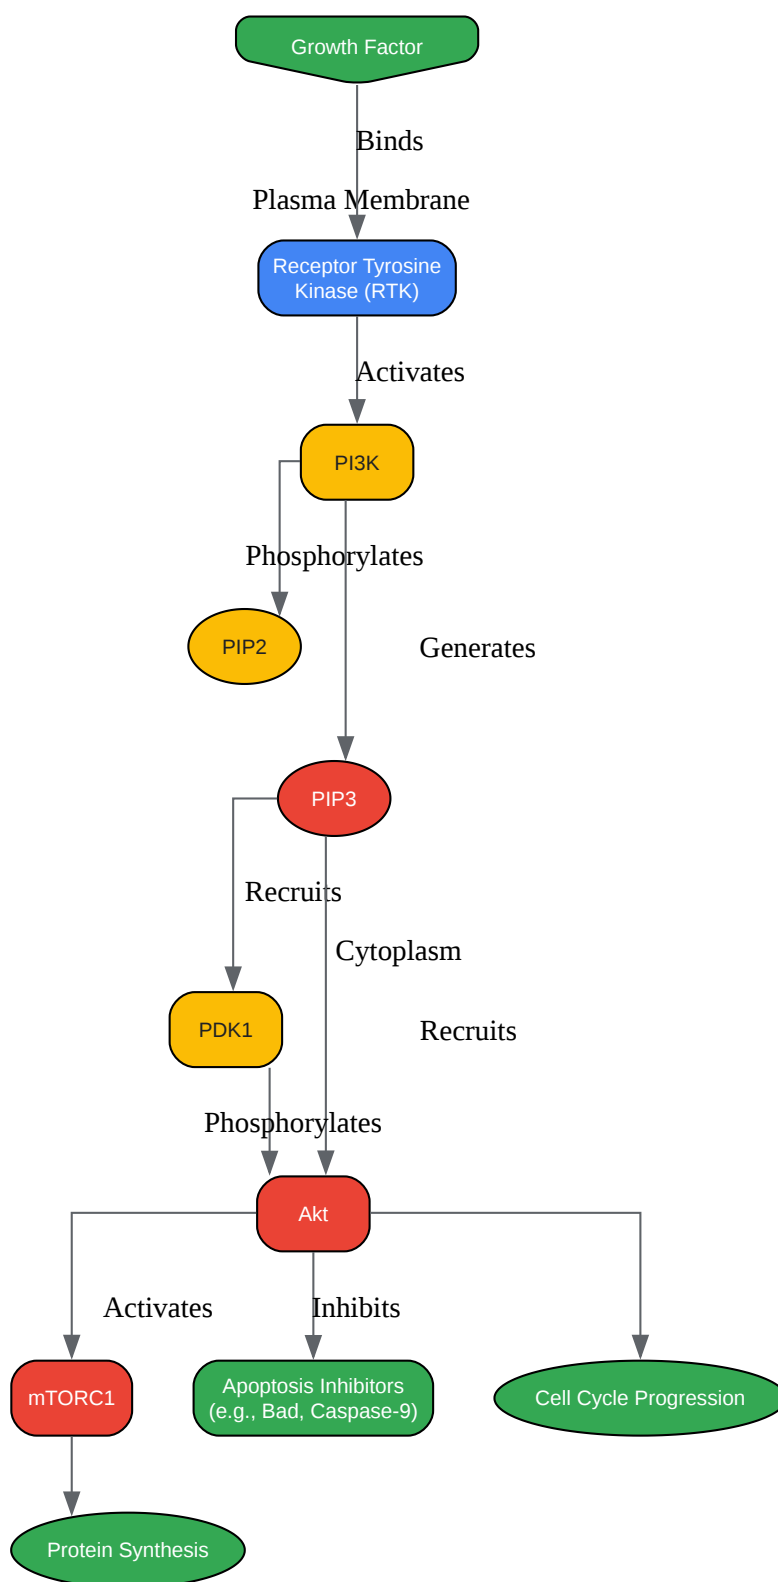 Growth Factor
Binds
Plasma Membrane
Receptor Tyrosine
Kinase (RTK)
Activates
PI3K
Phosphorylates
PIP2
Generates
PIP3
Recruits
Cytoplasm
PDK1
Recruits
Phosphorylates
Akt
Activates
Inhibits
mTORC1
Apoptosis Inhibitors
(e.g., Bad, Caspase-9)
Cell Cycle Progression
Protein Synthesis